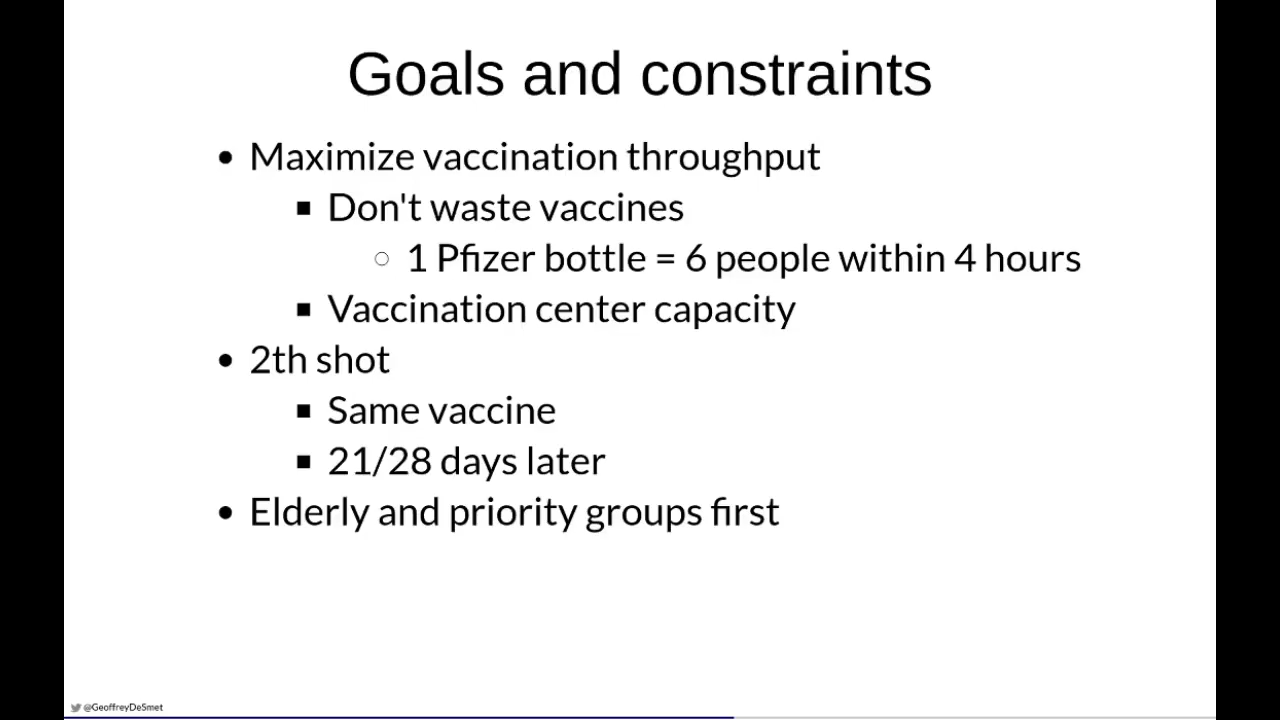 Goals and constraints
• Maximize vaccination throughput
▪ Don't waste vaccines
○ 1 Pfizer bottle = 6 people within 4 hours
▪ Vaccination center capacity
• 2th shot
▪ Same vaccine
▪ 21/28 days later
• Elderly and priority groups first
@GeoffreyDeSmet